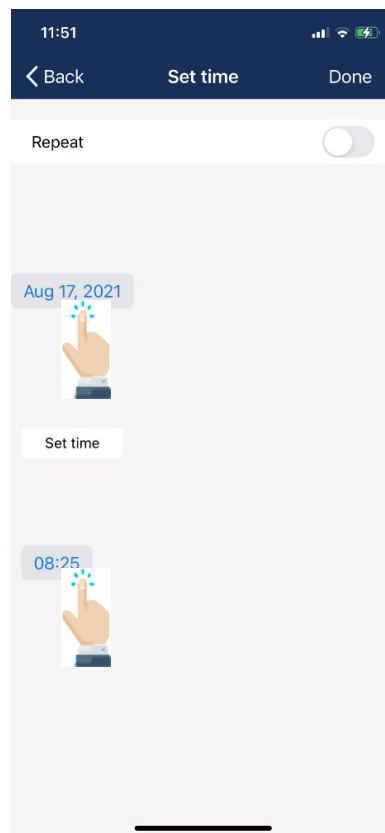 11:51
Back Set time Done
Repeat
Aug 17, 2021
Set time
08:25